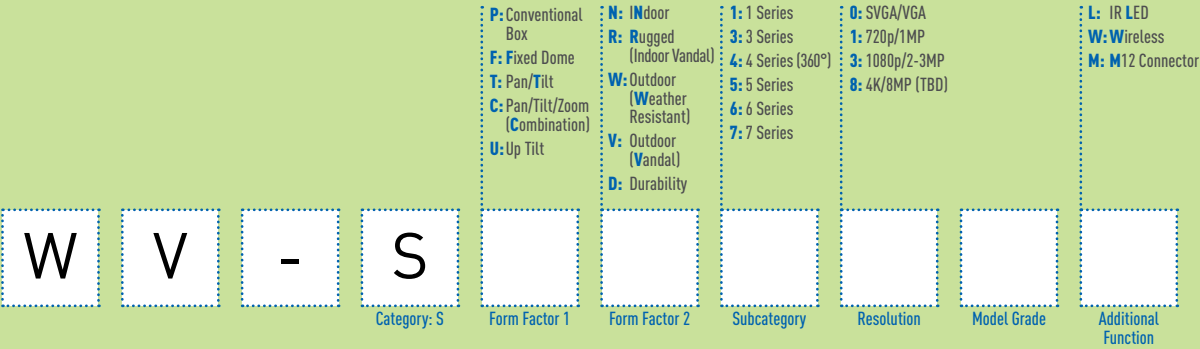 P: Conventional
Box
F: Fixed Dome
T: Pan/Tilt
C: Pan/Tilt/Zoom
(Combination)
U: Up Tilt
N: INdoor
R: Rugged
(Indoor Vandal)
W: Outdoor
(Weather
Resistant)
V: Outdoor
(Vandal)
D: Durability
1: 1 Series
3: 3 Series
4: 4 Series (360°)
5: 5 Series
6: 6 Series
7: 7 Series
0: SVGA/VGA
1: 720p/1MP
3: 1080p/2-3MP
8: 4K/8MP (TBD)
L: IR LED
W: Wireless
M: M12 Connector
W V - S
Category: S
Form Factor 1
Form Factor 2
Subcategory
Resolution
Model Grade
Additional
Function